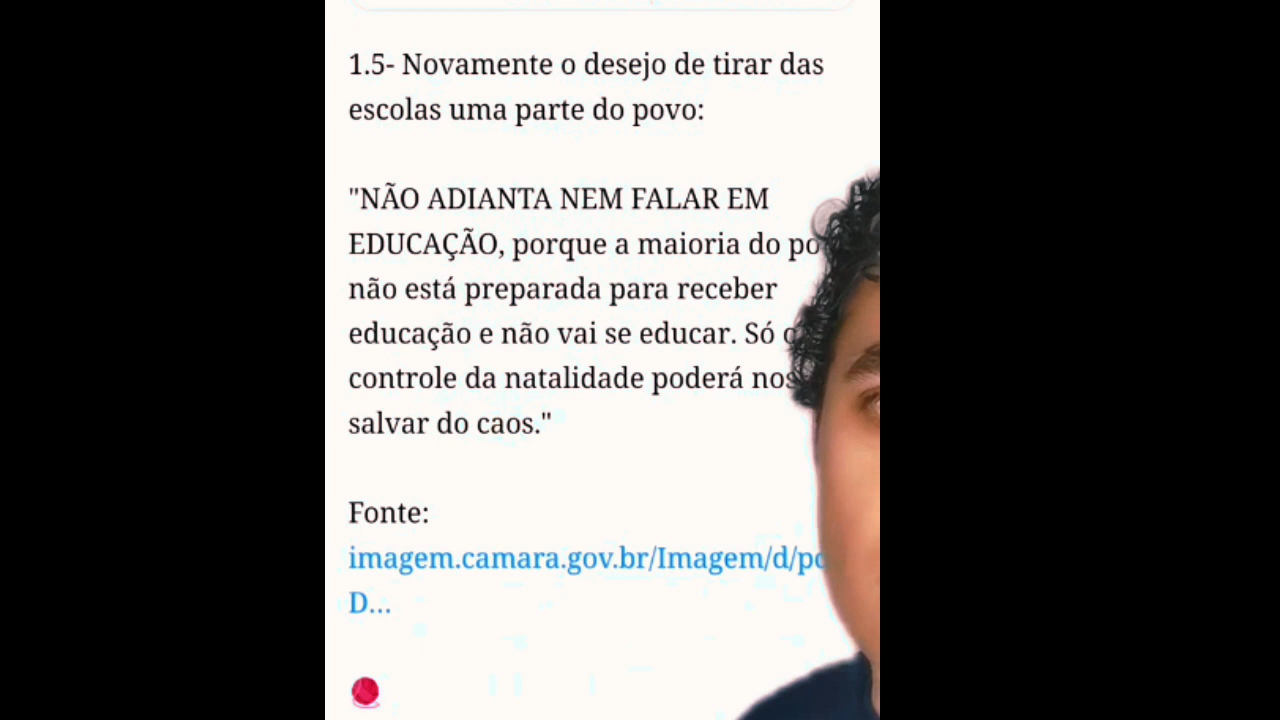 1.5- Novamente o desejo de tirar das
escolas uma parte do povo:
"NÃO ADIANTA NEM FALAR EM
EDUCAÇÃO, porque a maioria do
não está preparada para receber
educação e não vai se educar. Só
controle da natalidade poderá nos
salvar do caos."
Fonte:
imagem.camara.gov.br/Imagem/d/
D...